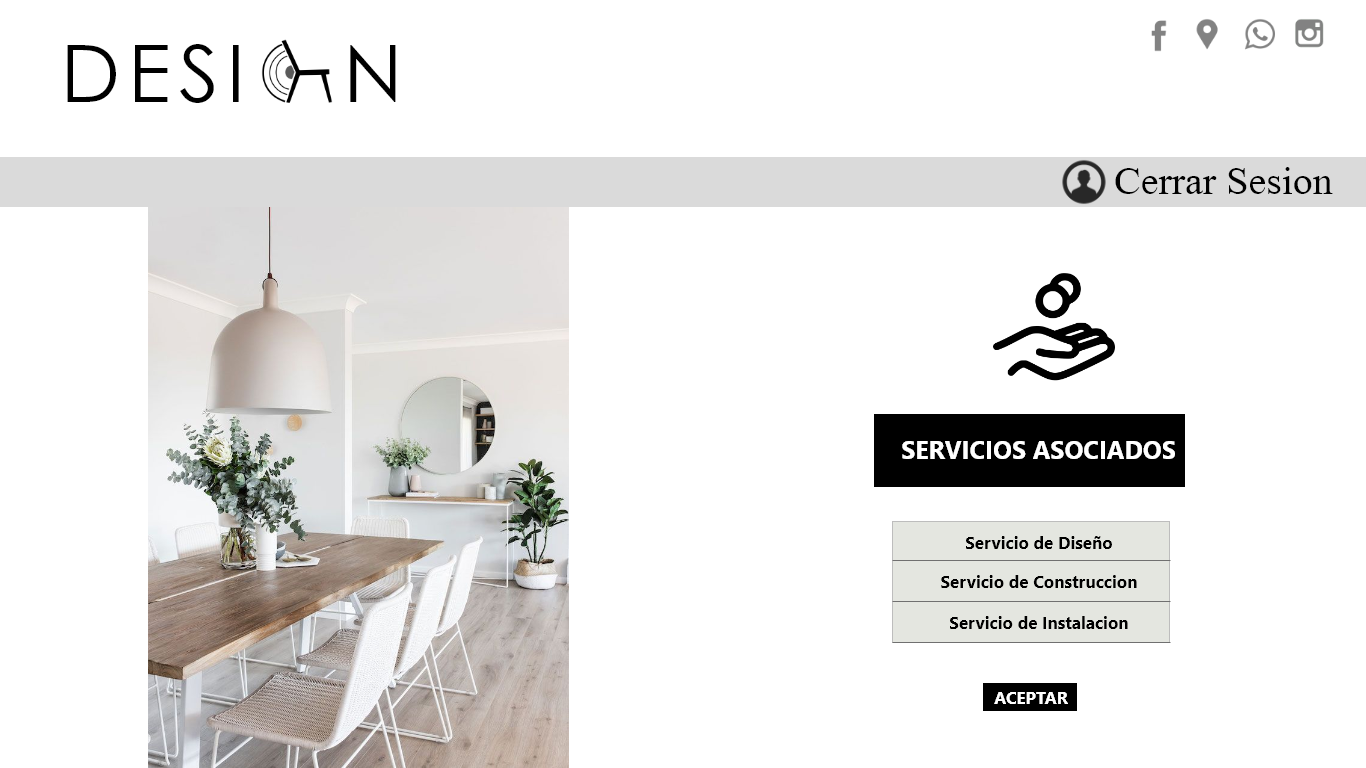 DESIGN
Cerrar Sesion
SERVICIOS ASOCIADOS
Servicio de Diseño
Servicio de Construccion
Servicio de Instalacion
ACEPTAR